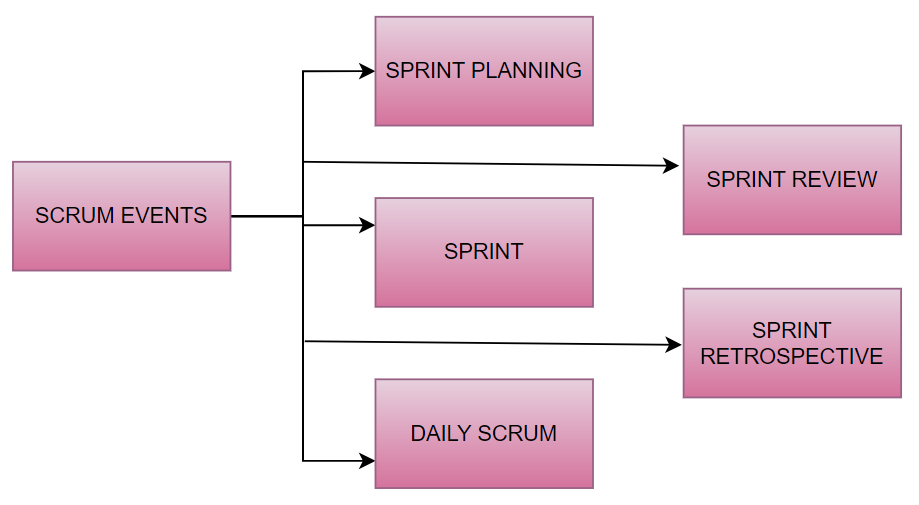 SPRINT PLANNING
SPRINT REVIEW
SCRUM EVENTS
SPRINT
SPRINT
RETROSPECTIVE
DAILY SCRUM